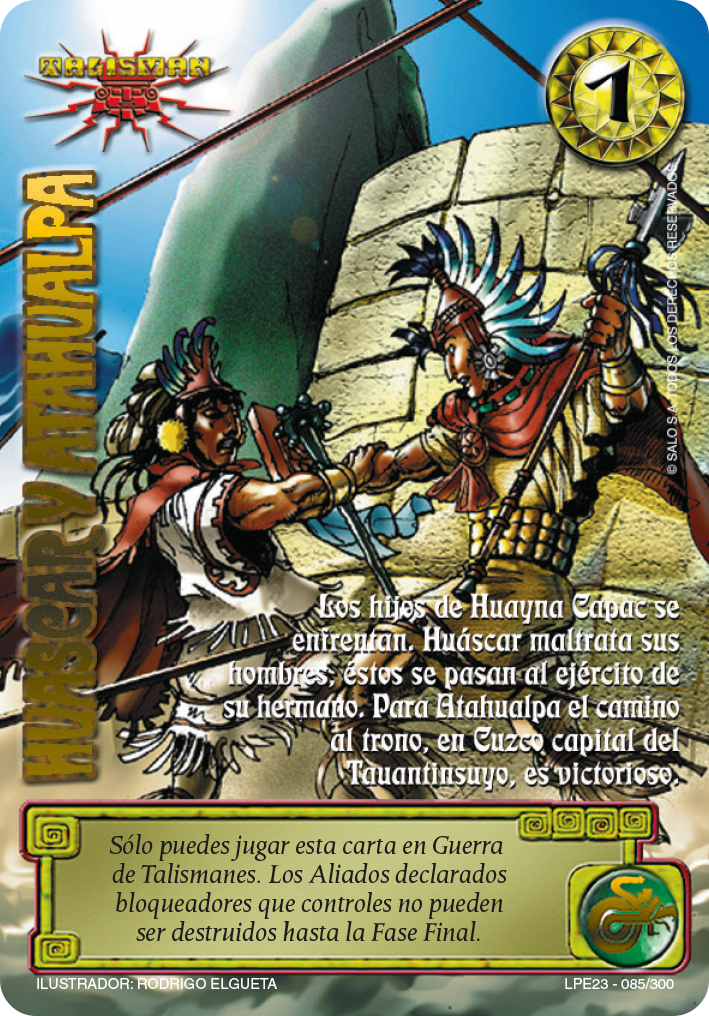 TALISMAN
1
HUASCAR Y ATAHUALPA
© SALO S.A. TODOS LOS DERECHOS RESERVADOS
Los hijos de Huayna Capac se
enfrentan. Huáscar maltrata sus
hombres; éstos se pasan al ejército de
su hermano. Para Atahualpa el camino
al trono, en Cuzco capital del
Tauantinsuyo, es victorioso.
Sólo puedes jugar esta carta en Guerra
de Talismanes. Los Aliados declarados
bloqueadores que controles no pueden
ser destruidos hasta la Fase Final.
ILUSTRADOR: RODRIGO ELGUETA
LPE23 - 085/300